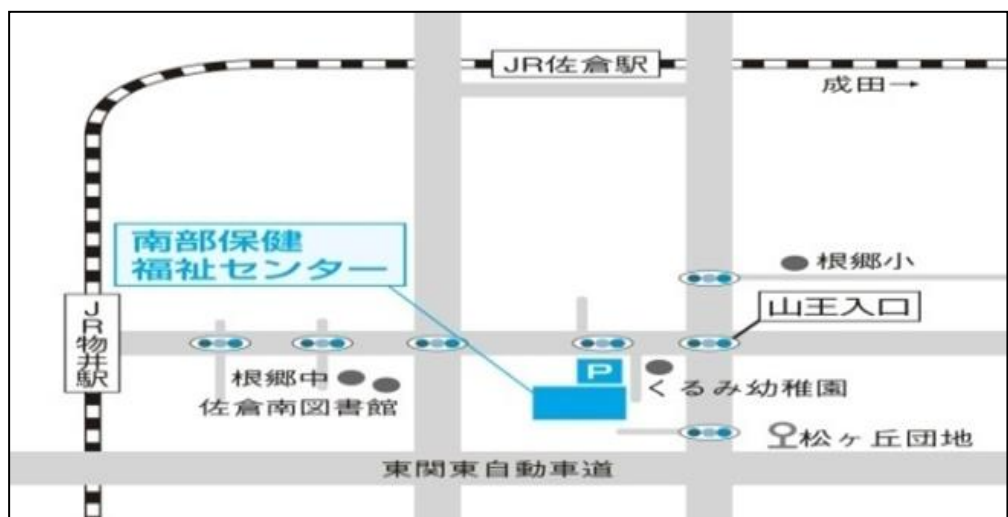 JR佐倉駅
成田→
南部保健
福祉センター
根郷小
山王入口
JR物井駅
P
根郷中
くるみ幼稚園
佐倉南図書館
松ヶ丘団地
東関東自動車道